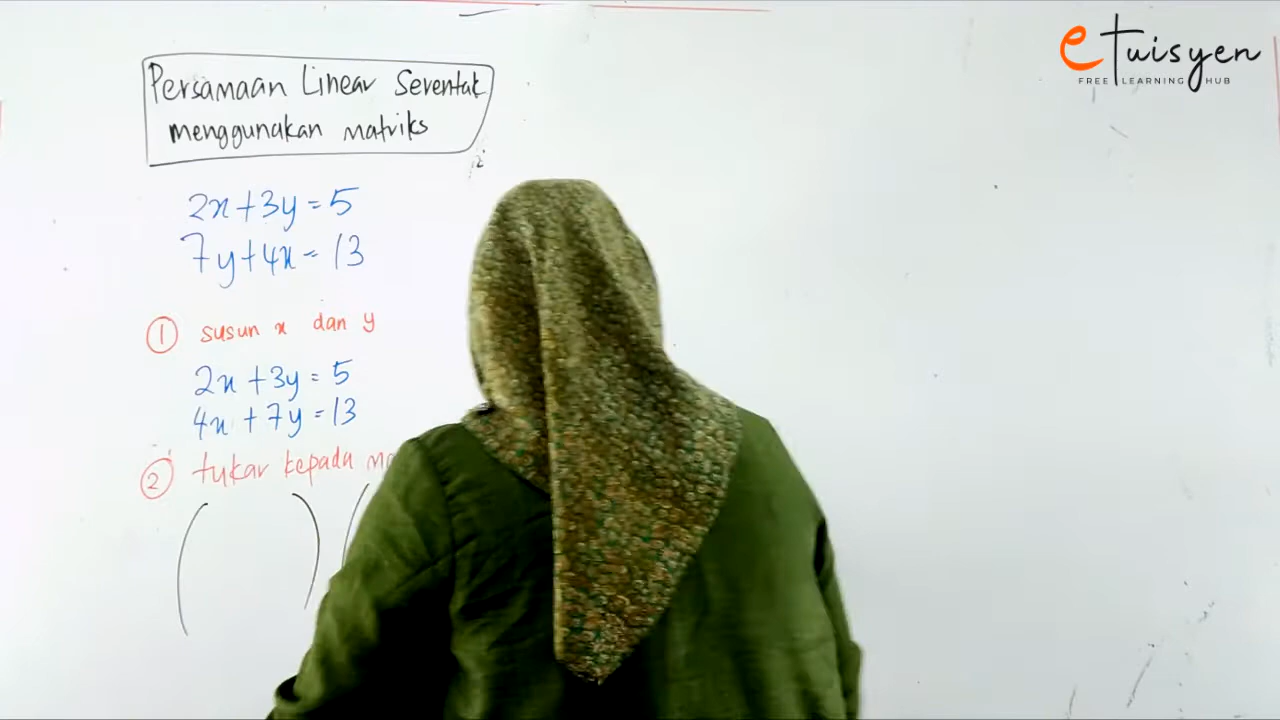 Persamaan Linear Serentak
menggunakan matriks
2x+3y=5
7y+4x=13
1 susun x dan y
2x+3y=5
4x+7y=13
2 tukar kepada
etuisyen
FREE LEARNING HUB